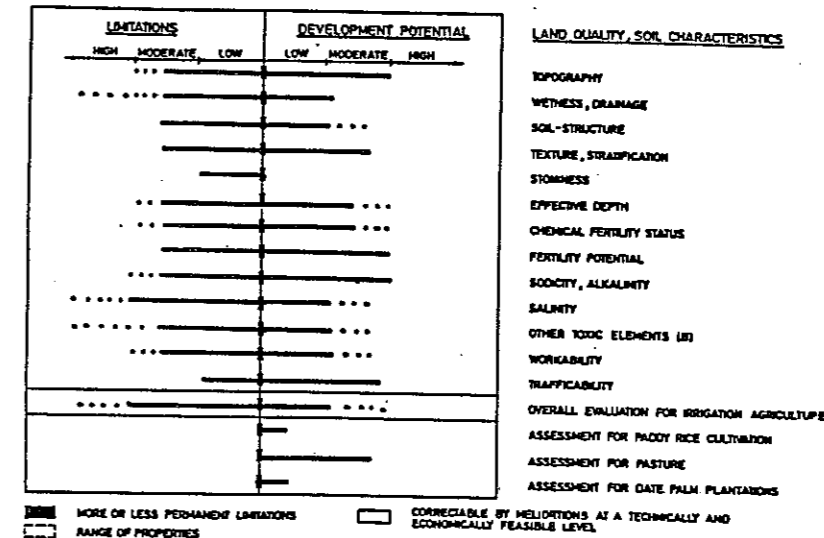 LIMITATIONS
DEVELOPMENT POTENTIAL
LAND QUALITY, SOIL CHARACTERISTICS
HIGH MODERATE LOW LOW MODERATE HIGH
TOPOGRAPHY
WETNESS, DRAINAGE
SOIL-STRUCTURE
TEXTURE, STRATIFICATION
STONINESS
EFFECTIVE DEPTH
CHEMICAL FERTILITY STATUS
FERTILITY POTENTIAL
SODICITY, ALKALINITY
SALINITY
OTHER TOXIC ELEMENTS (B)
WORKABILITY
TRAFFICABILITY
OVERALL EVALUATION FOR IRRIGATION AGRICULTURE
ASSESSMENT FOR PADDY RICE CULTIVATION
ASSESSMENT FOR PASTURE
ASSESSMENT FOR DATE PALM PLANTATIONS
MORE OR LESS PERMANENT LIMITATIONS
RANGE OF PROPERTIES
CORRECTABLE BY MELIORATIONS AT A TECHNICALLY AND
ECONOMICALLY FEASIBLE LEVEL